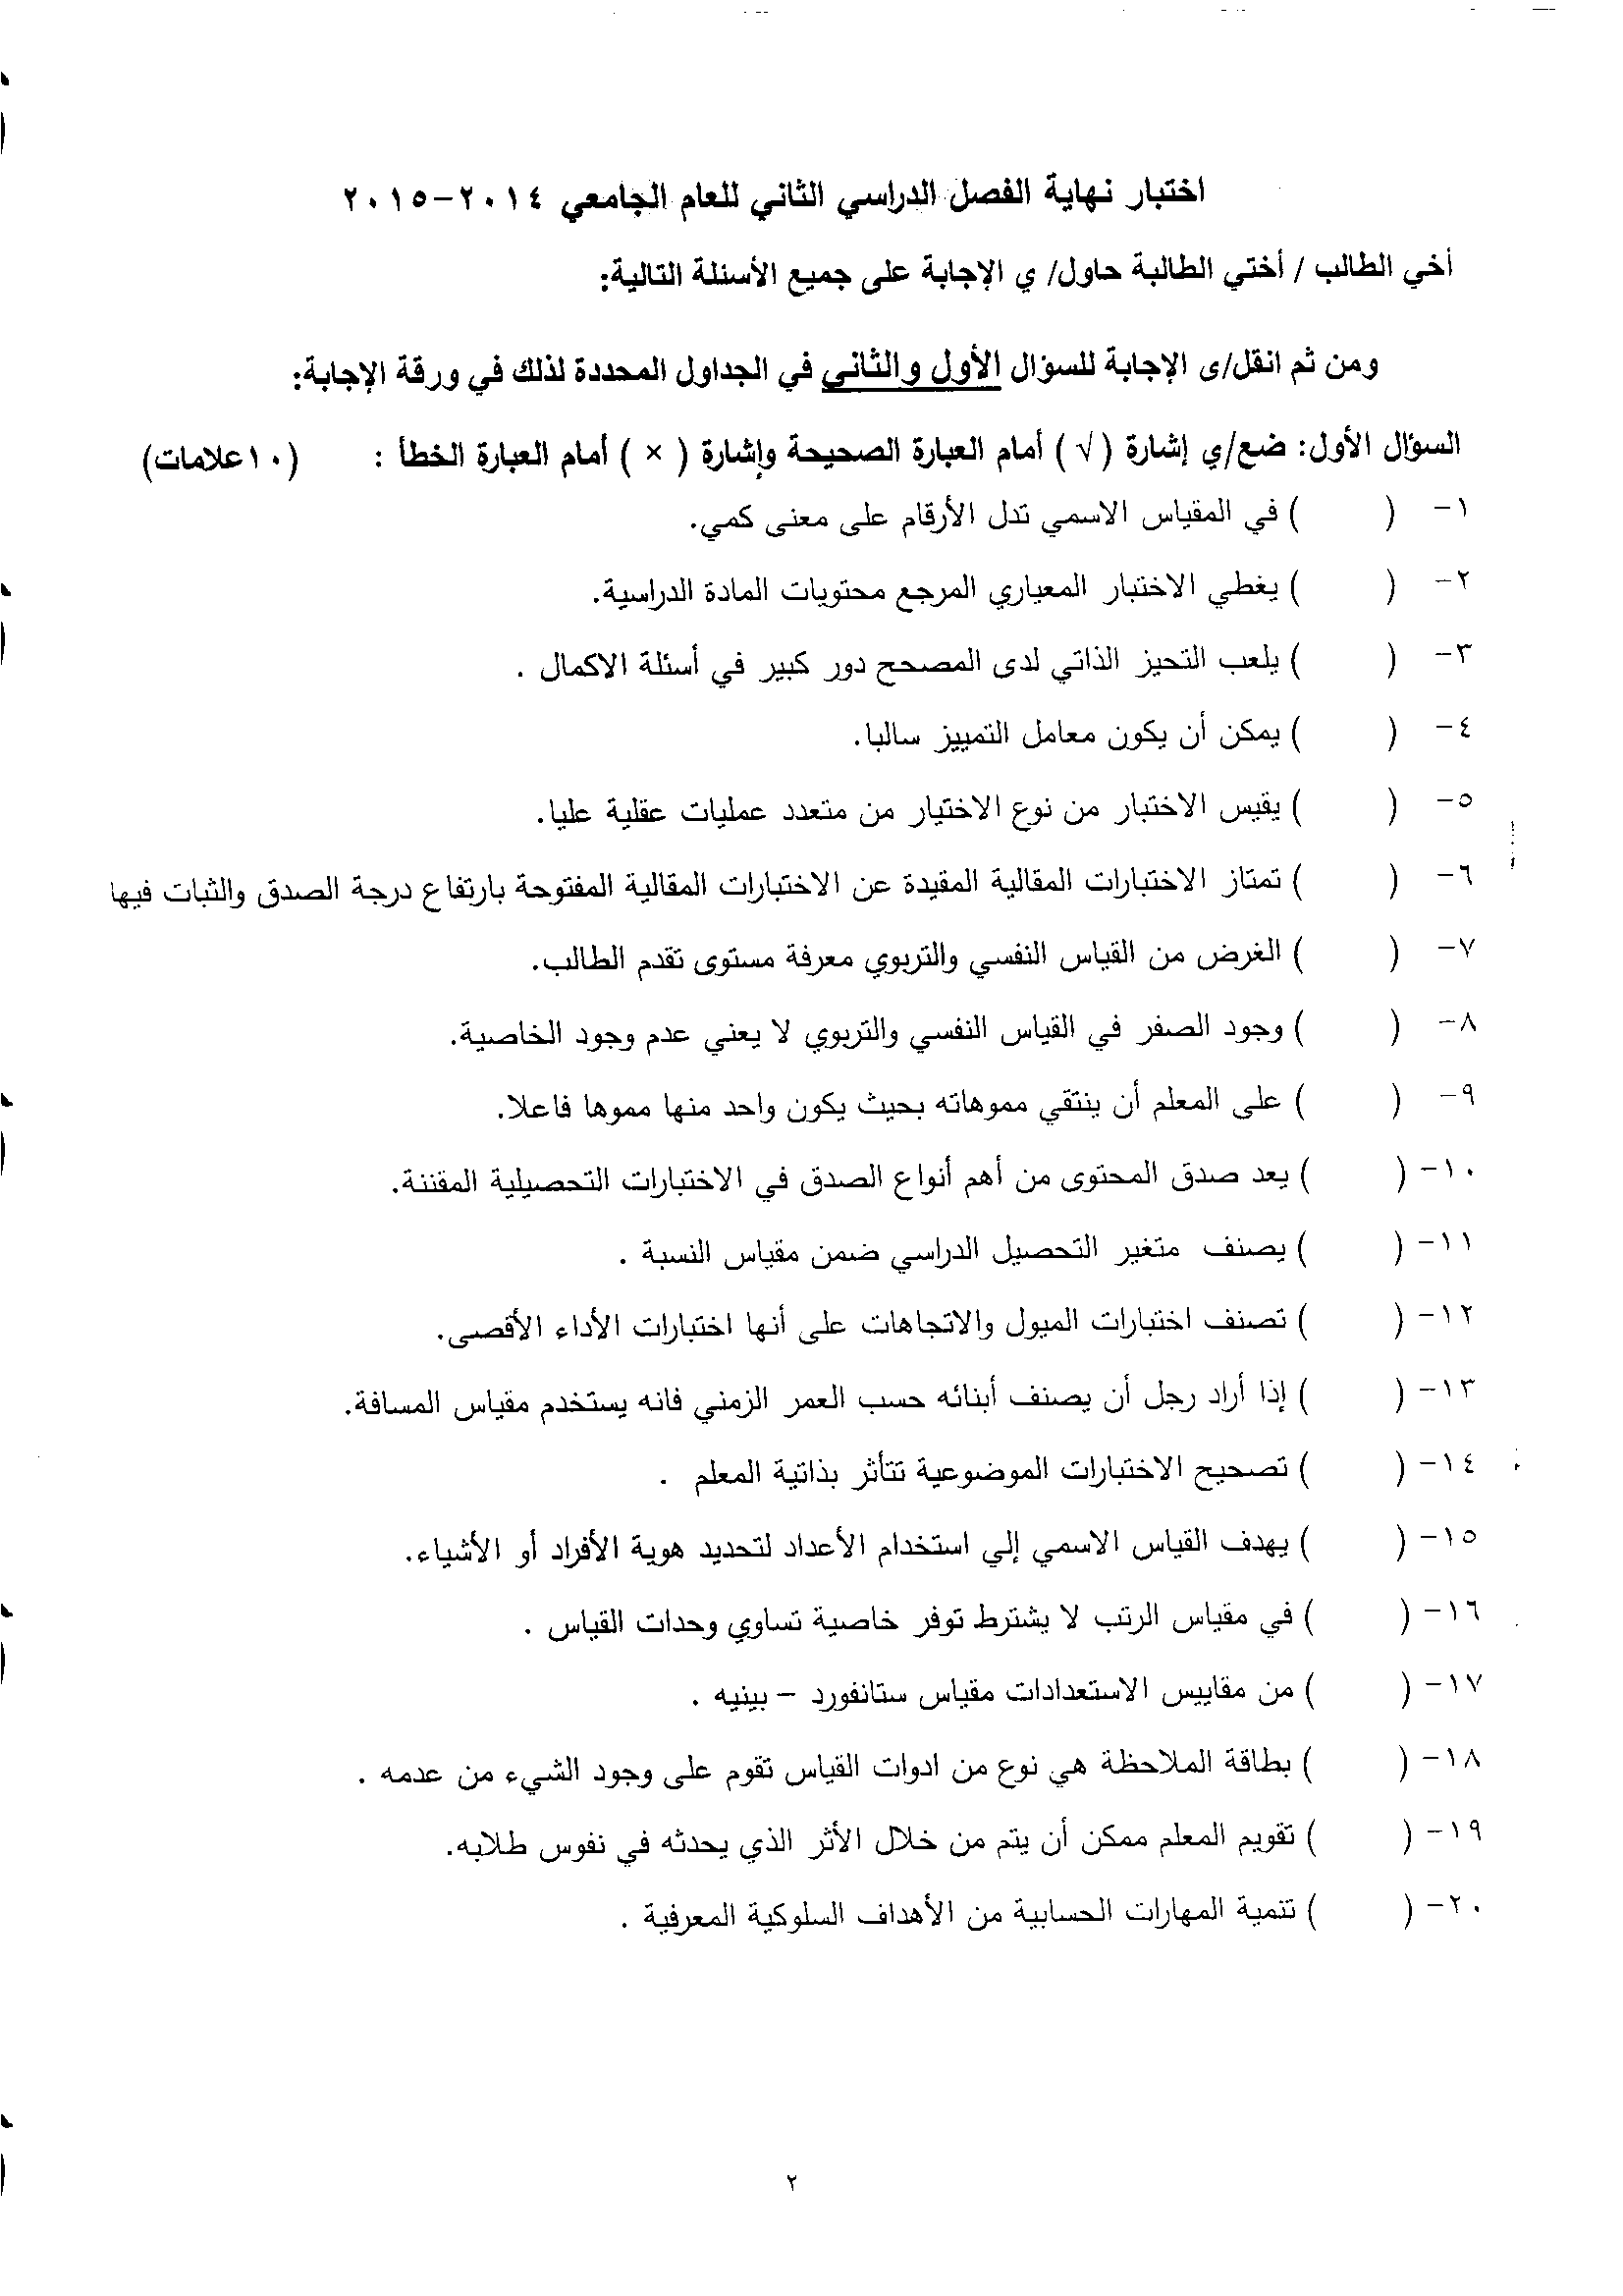 اختبار نهاية الفصل الدراسي الثاني للعام الجامعي ٢٠١٤-٢٠١٥
أخي الطالب / أختي الطالبة حاول/ ي الإجابة على جميع الأسئلة التالية:
ومن ثم انقل/ى الإجابة للسؤال الأول والثاني في الجداول المحددة لذلك في ورقة الإجابة:
السؤال الأول: ضع/ي إشارة ( √ ) أمام العبارة الصحيحة وإشارة ( × ) أمام العبارة الخطأ : (١٠علامات)
١- ( ) في المقياس الاسمي تدل الأرقام على معنى كمي.
٢- ( ) يغطي الاختبار المعياري المرجع محتويات المادة الدراسية.
٣- ( ) يلعب التحيز الذاتي لدى المصحح دور كبير في أسئلة الاكمال .
٤- ( ) يمكن أن يكون معامل التمييز سالبا.
٥- ( ) يقيس الاختبار من نوع الاختيار من متعدد عمليات عقلية عليا.
٦- ( ) تمتاز الاختبارات المقالية المقيدة عن الاختبارات المقالية المفتوحة بارتفاع درجة الصدق والثبات فيها
٧- ( ) الغرض من القياس النفسي والتربوي معرفة مستوى تقدم الطالب.
٨- ( ) وجود الصفر في القياس النفسي والتربوي لا يعني عدم وجود الخاصية.
٩- ( ) على المعلم أن ينتقي مموهاته بحيث يكون واحد منها مموها فاعلا.
١٠- ( ) يعد صدق المحتوى من أهم أنواع الصدق في الاختبارات التحصيلية المقننة.
١١- ( ) يصنف متغير التحصيل الدراسي ضمن مقياس النسبة .
١٢- ( ) تصنف اختبارات الميول والاتجاهات على أنها اختبارات الأداء الأقصى.
١٣- ( ) إذا أراد رجل أن يصنف أبنائه حسب العمر الزمني فانه يستخدم مقياس المسافة.
١٤- ( ) تصحيح الاختبارات الموضوعية تتأثر بذاتية المعلم .
١٥- ( ) يهدف القياس الاسمي إلي استخدام الأعداد لتحديد هوية الأفراد أو الأشياء.
١٦- ( ) في مقياس الرتب لا يشترط توفر خاصية تساوي وحدات القياس .
١٧- ( ) من مقاييس الاستعدادات مقياس ستانفورد - بينيه .
١٨- ( ) بطاقة الملاحظة هي نوع من ادوات القياس تقوم على وجود الشيء من عدمه .
١٩- ( ) تقويم المعلم ممكن أن يتم من خلال الأثر الذي يحدثه في نفوس طلابه.
٢٠- ( ) تنمية المهارات الحسابية من الأهداف السلوكية المعرفية .
٢